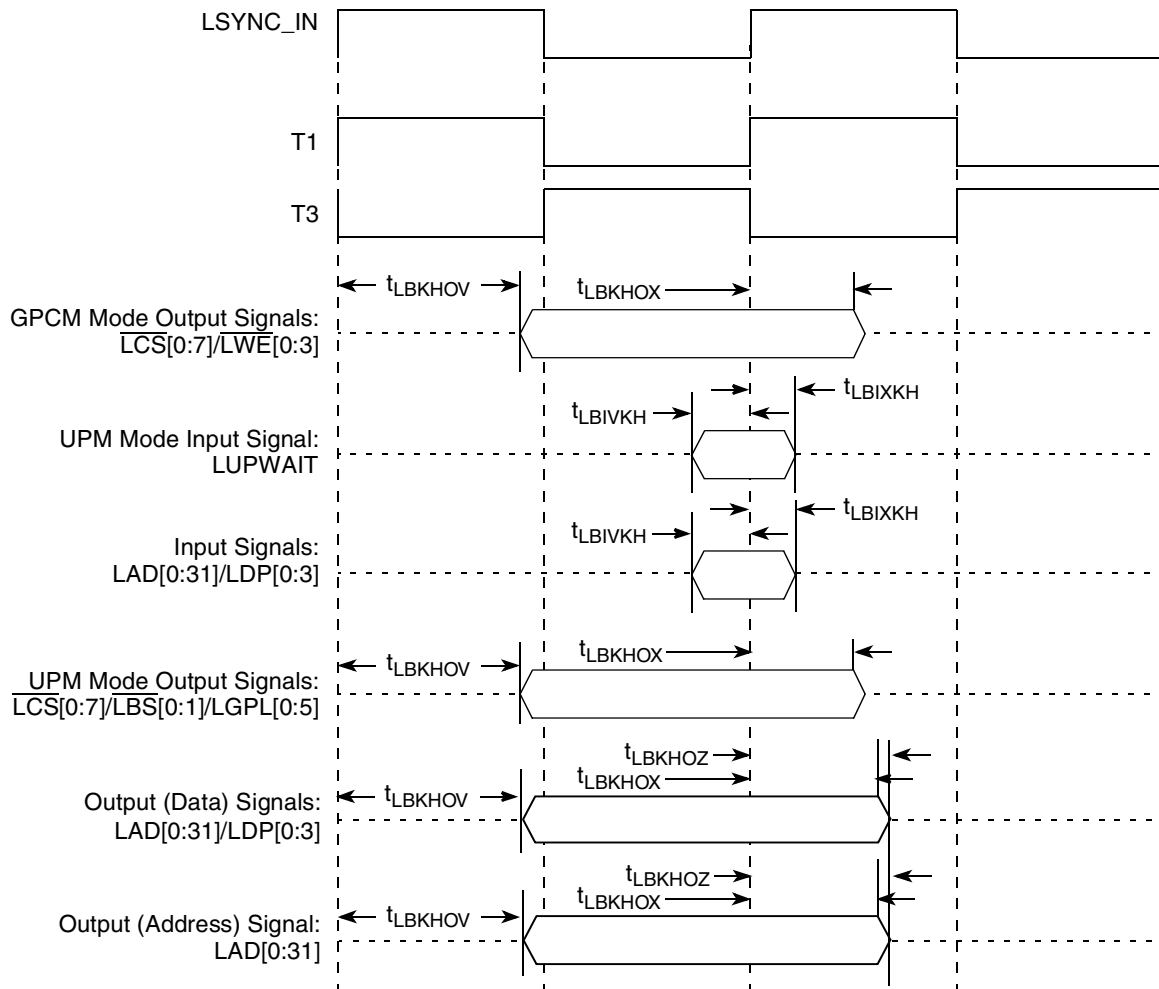 LSYNC_IN
T1
T3
tLBKHOV
tLBKHOX
GPCM Mode Output Signals:
LCS[0:7]/LWE[0:3]
tLBIXKH
tLBIVKH
UPM Mode Input Signal:
LUPWAIT
tLBIXKH
tLBIVKH
Input Signals:
LAD[0:31]/LDP[0:3]
tLBKHOX
tLBKHOV
UPM Mode Output Signals:
LCS[0:7]/LBS[0:1]/LGPL[0:5]
tLBKHOZ
tLBKHOX
tLBKHOV
Output (Data) Signals:
LAD[0:31]/LDP[0:3]
tLBKHOZ
tLBKHOX
tLBKHOV
Output (Address) Signal:
LAD[0:31]